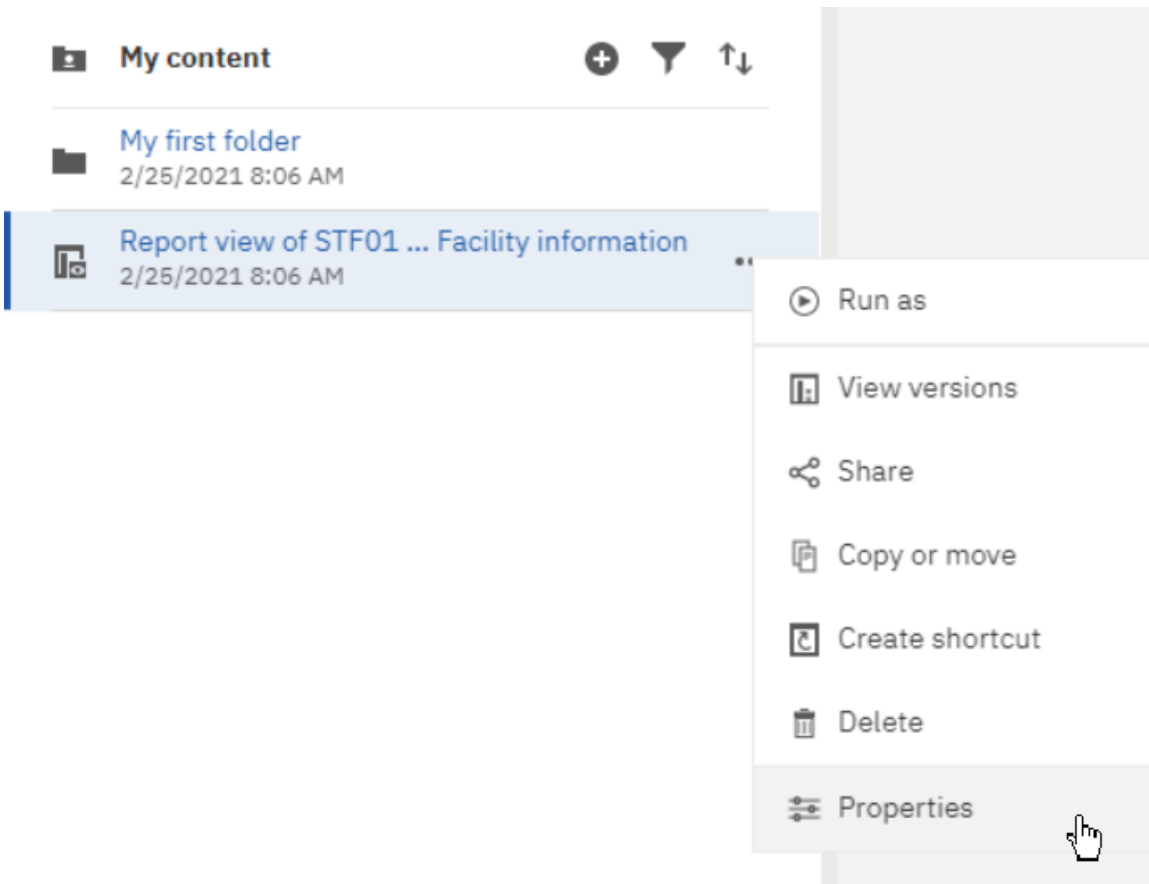 My content
My first folder
2/25/2021 8:06 AM
Report view of STF01 ... Facility information
2/25/2021 8:06 AM
Run as
View versions
Share
Copy or move
Create shortcut
Delete
Properties